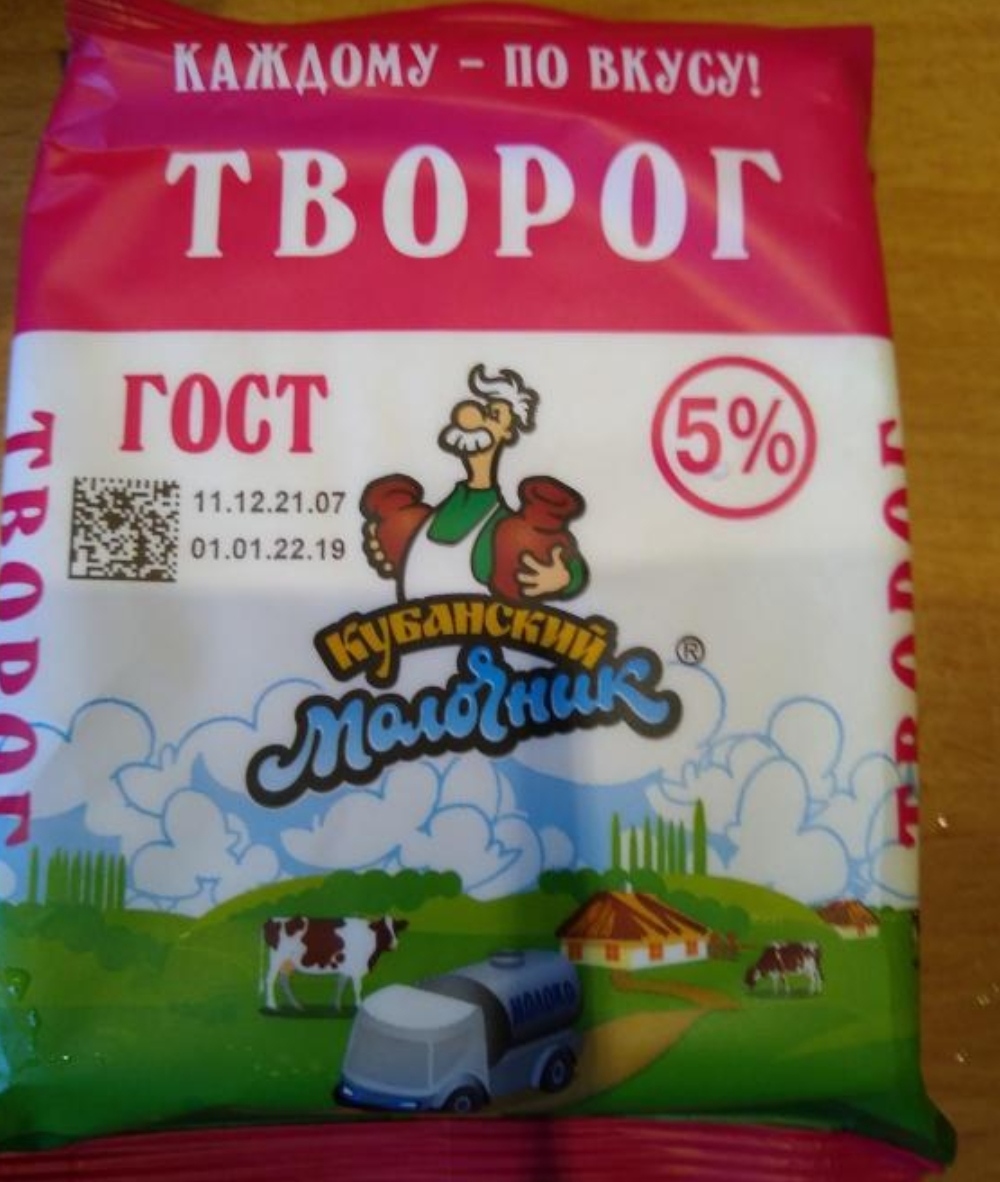 КАЖДОМУ – ПО ВКУСУ!
ТВОРОГ
ГОСТ
5%
11.12.21.07
01.01.22.19
КУБАНСКИЙ
МОЛОЧНИК ®
ТВОРОГ
ТВОРОГ
МОЛОКО